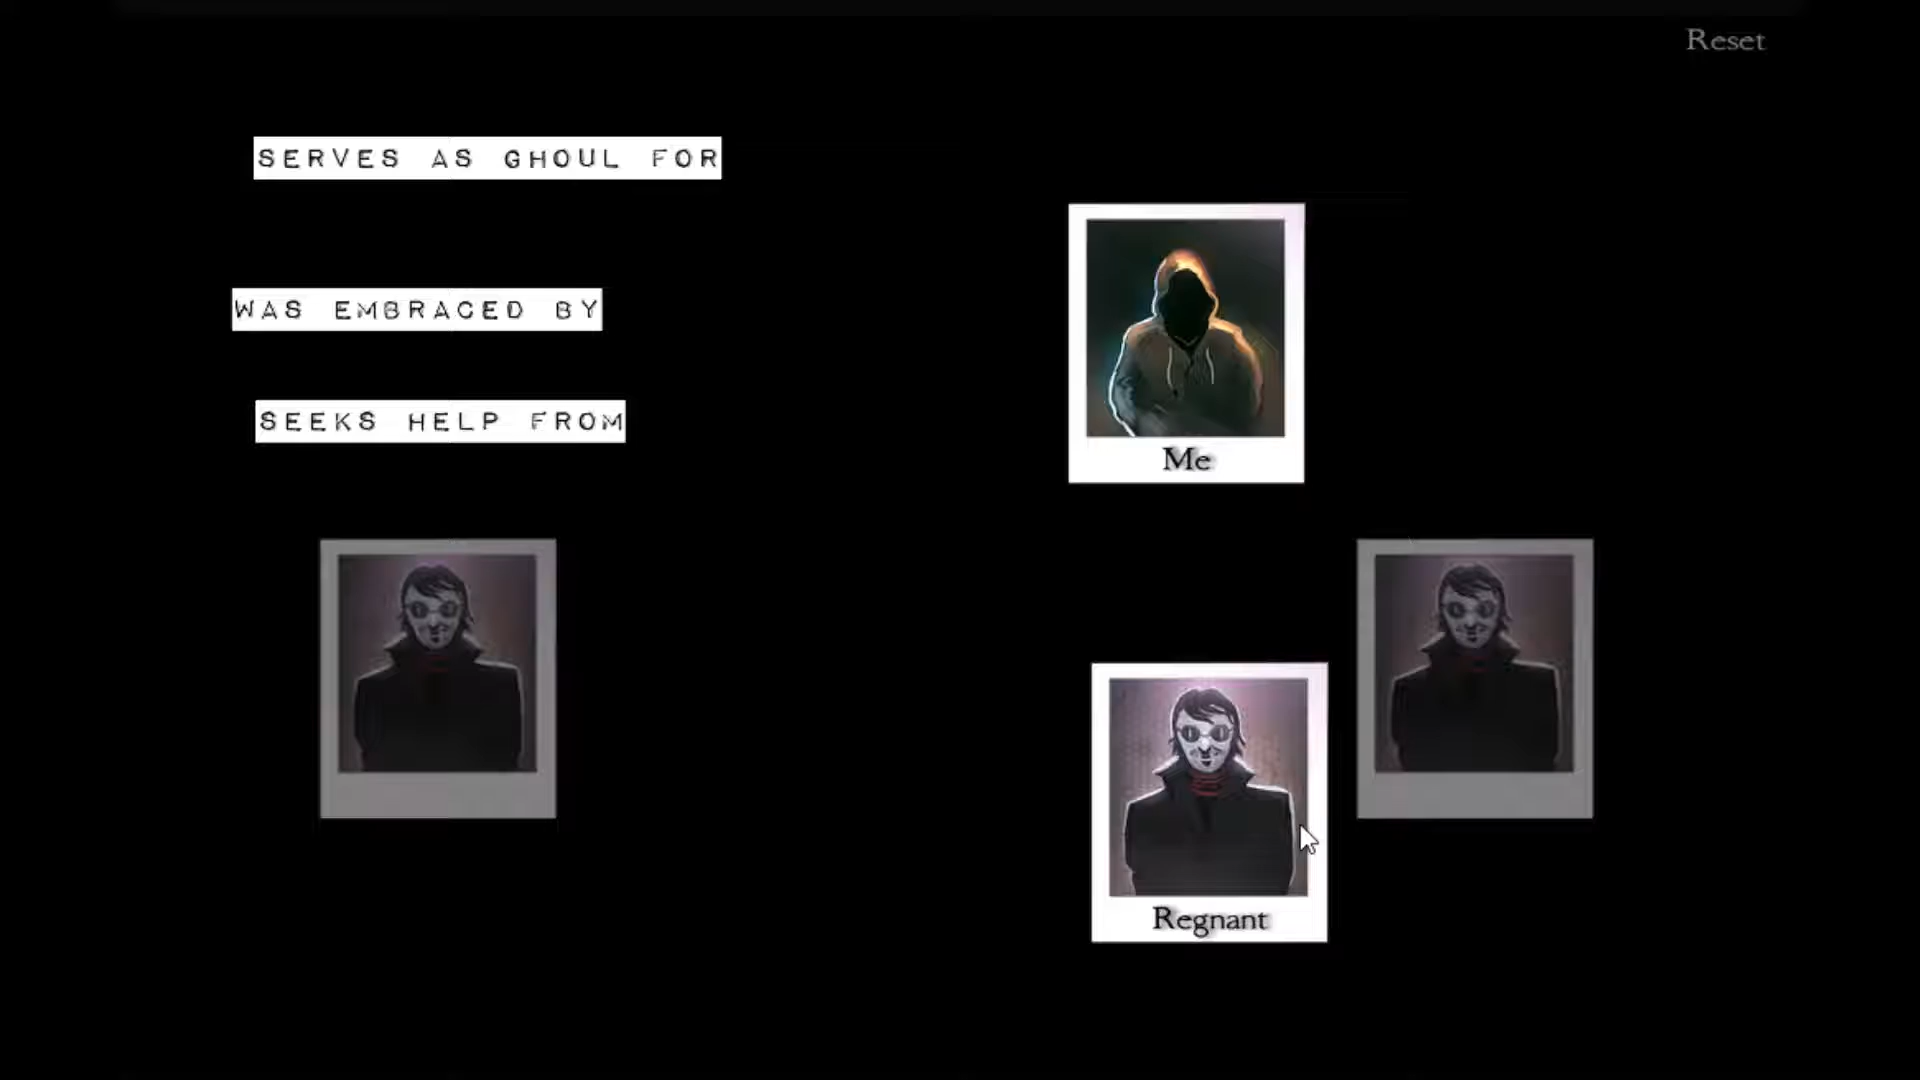 Reset
SERVES AS GHOUL FOR
WAS EMBRACED BY
SEEKS HELP FROM
Me
Regnant